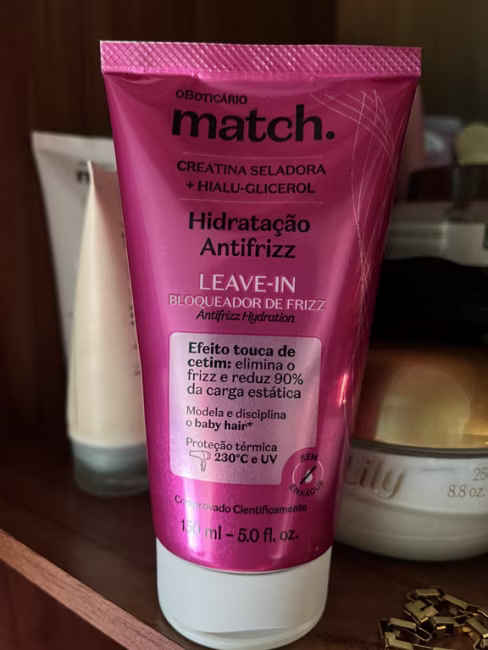 oBOTICÁRIO
match.
CREATINA SELADORA
+ HIALU-GLICEROL
Hidratação
Antifrizz
LEAVE-IN
BLOQUEADOR DE FRIZZ
Antifrizz Hydration
Efeito touca de
cetim: elimina o
frizz e reduz 90%
da carga estática
Modela e disciplina
o baby hair*
Proteção térmica
230°C e UV
SEM
ENXÁGUE
Comprovado Cientificamente
150 ml – 5.0 fl. oz.
Lily
8.8 oz.